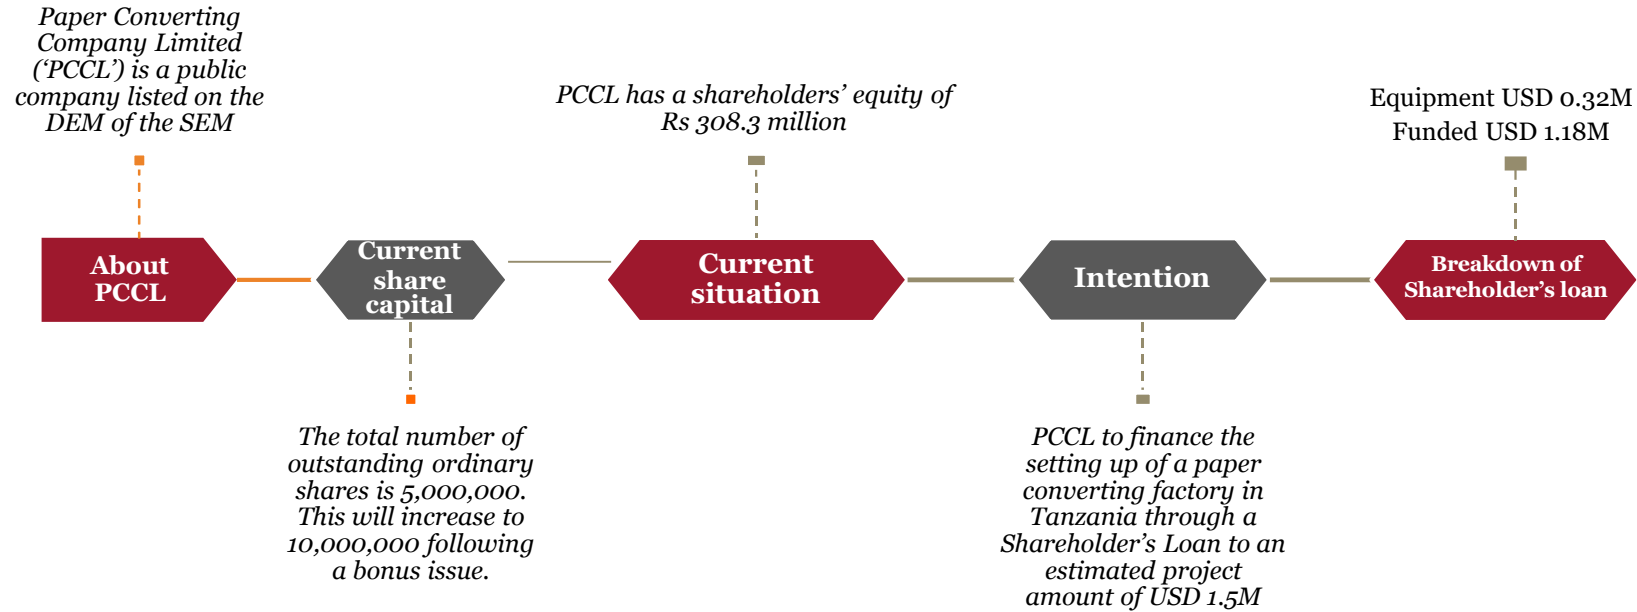 Paper Converting
Company Limited
(‘PCCL’) is a public
company listed on the
DEM of the SEM
PCCL has a shareholders’ equity of
Rs 308.3 million
Equipment USD 0.32M
Funded USD 1.18M
About
PCCL
Current
share
capital
Current
situation
Intention
Breakdown of
Shareholder’s loan
The total number of
outstanding ordinary
shares is 5,000,000.
This will increase to
10,000,000 following
a bonus issue.
PCCL to finance the
setting up of a paper
converting factory in
Tanzania through a
Shareholder’s Loan to an
estimated project
amount of USD 1.5M